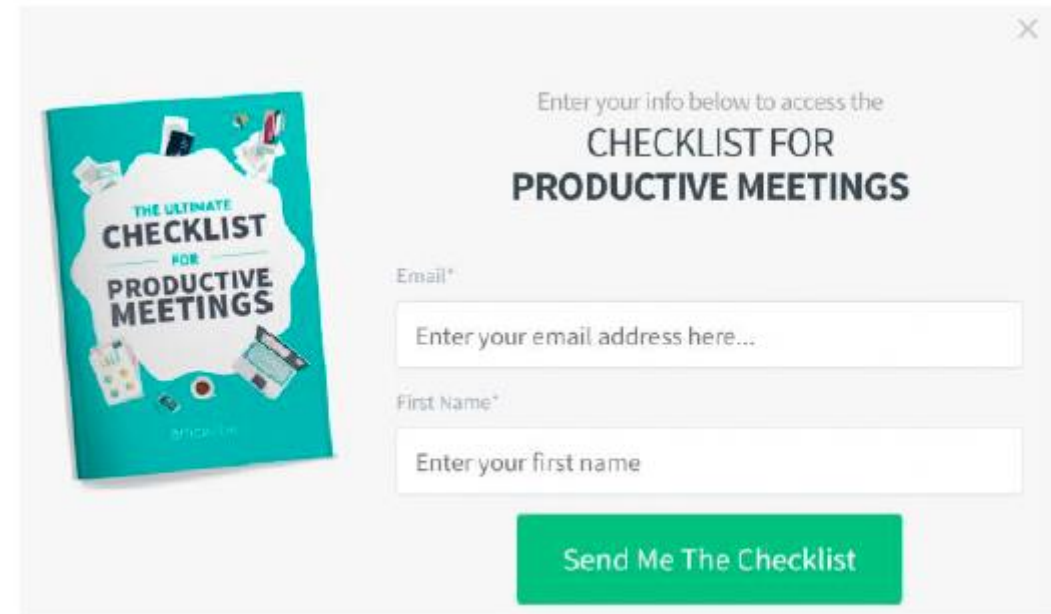 THE ULTIMATE
CHECKLIST
FOR
PRODUCTIVE
MEETINGS
Enter your info below to access the
CHECKLIST FOR
PRODUCTIVE MEETINGS
Email*
Enter your email address here...
First Name*
Enter your first name
Send Me The Checklist